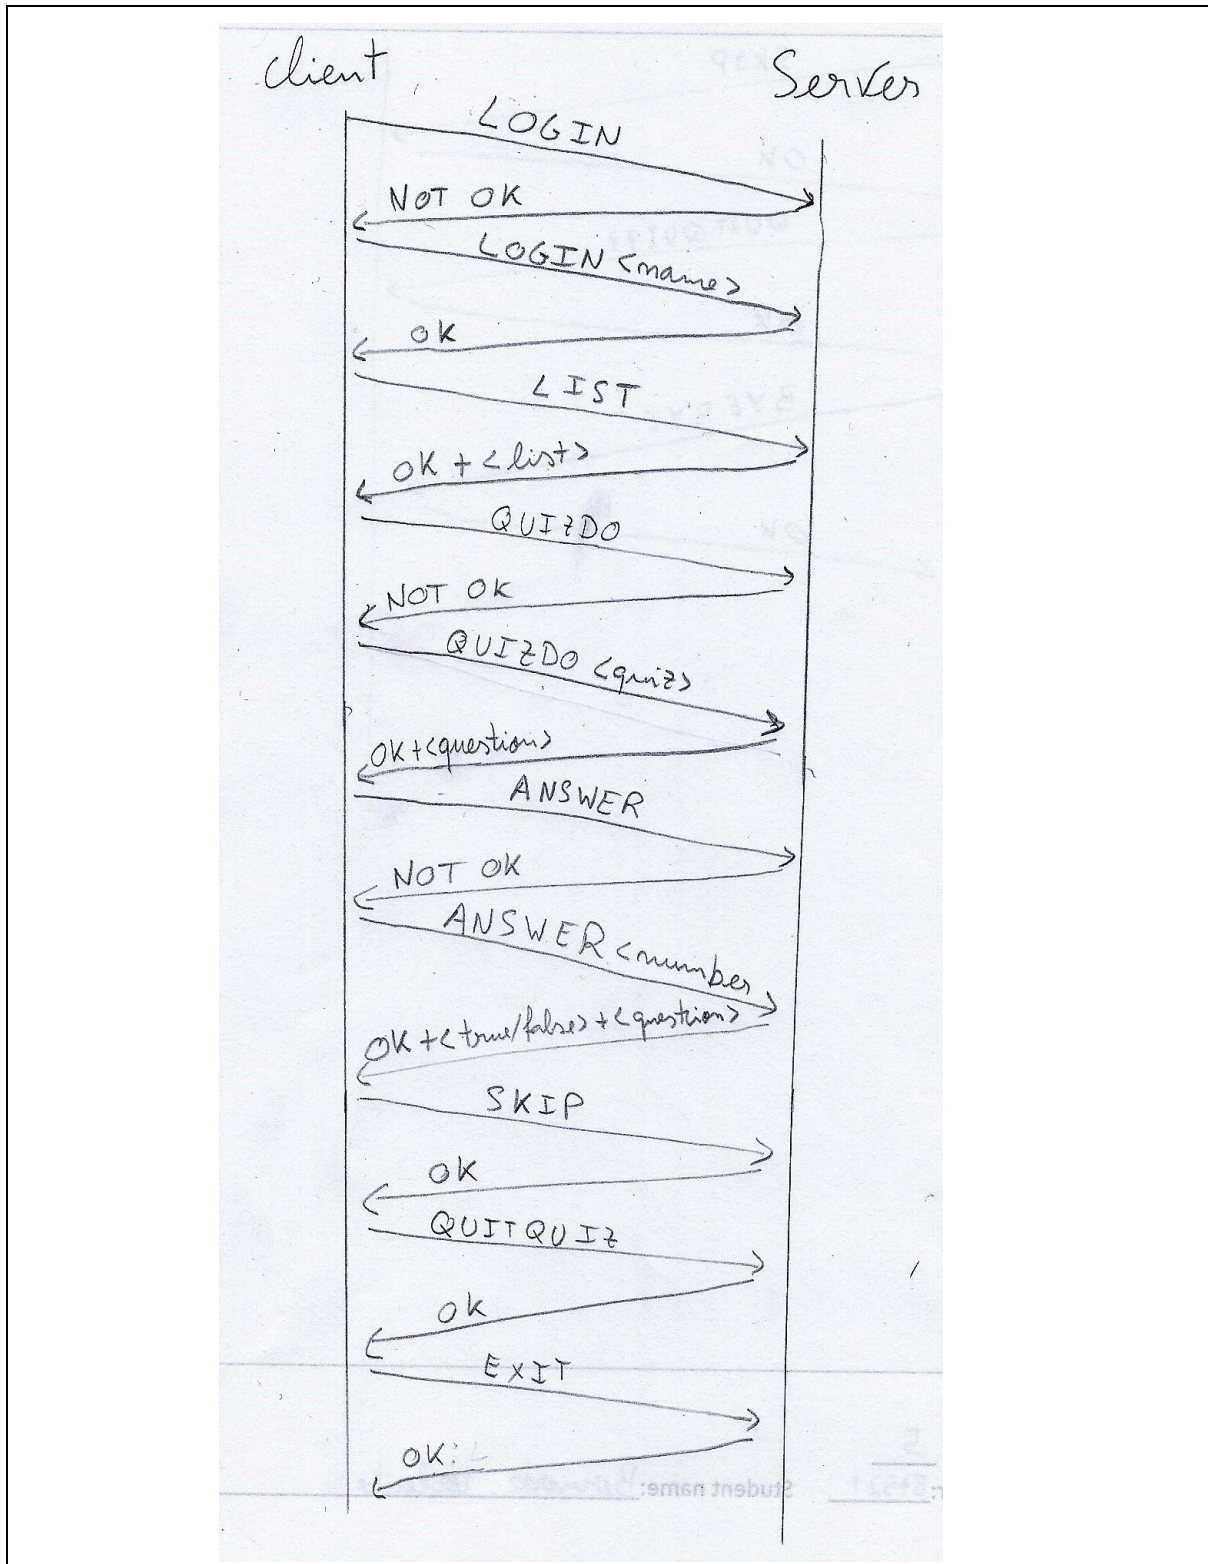 Client
Server
LOGIN
NOT OK
LOGIN <name>
OK
LIST
OK + <list>
QUIZDO
NOT OK
QUIZDO <quiz>
OK+<question>
ANSWER
NOT OK
ANSWER <number
OK+<true/false>+<question>
SKIP
OK
QUITQUIZ
OK
EXIT
OK:
Student name: